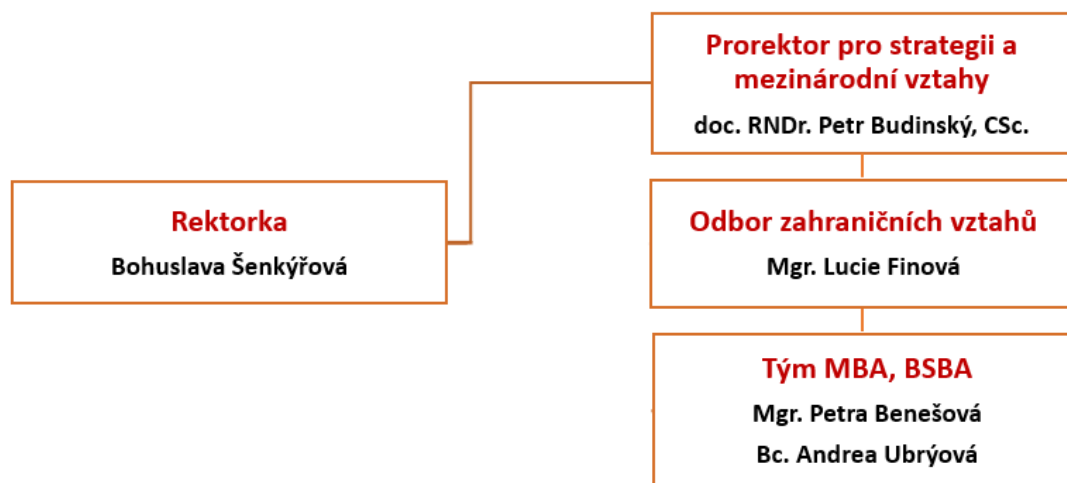 Prorektor pro strategii a
mezinárodní vztahy
doc. RNDr. Petr Budinský, CSc.
Rektorka
Bohuslava Šenkýřová
Odbor zahraničních vztahů
Mgr. Lucie Finová
Tým MBA, BSBA
Mgr. Petra Benešová
Bc. Andrea Ubrýová